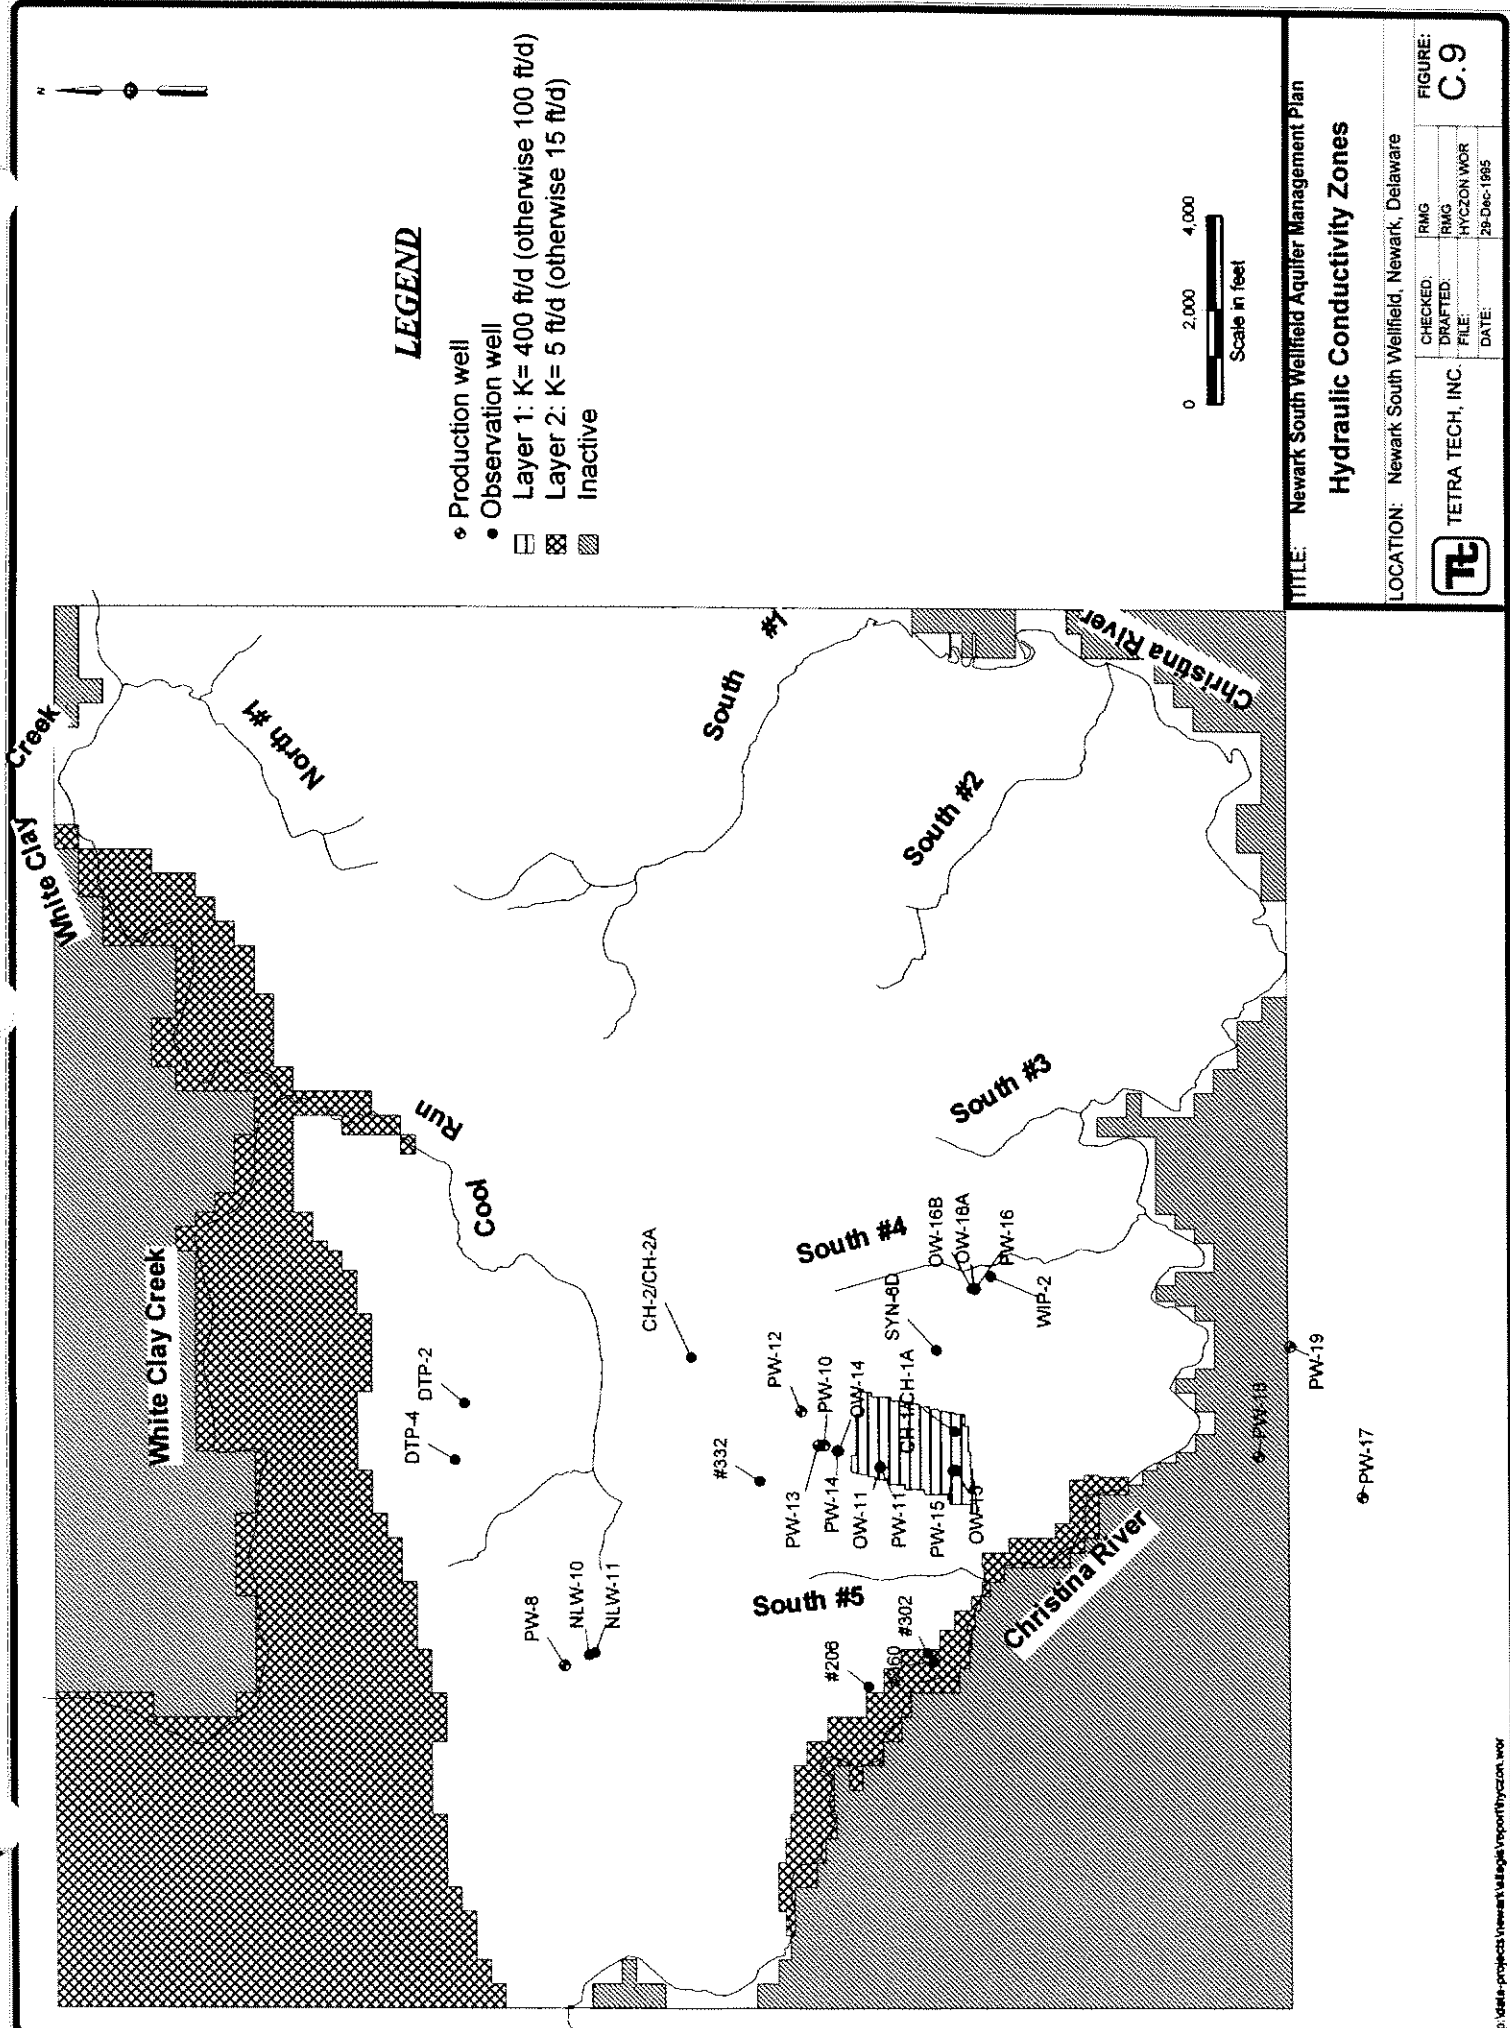 N
White Clay Creek
White Clay Creek
North #1
South #1
South #2
South #3
South #4
South #5
Cool Run
Christina River
Christina River
DTP-4
DTP-2
CH-2/CH-2A
#332
PW-12
PW-13
PW-10
PW-14
OW-14
OW-11
PW-11
CH-1/CH-1A
PW-15
OW-15
SYN-6D
OW-16B
OW-16A
PW-16
WIP-2
PW-8
NLW-10
NLW-11
#206
#302
PW-18
PW-19
PW-17
LEGEND
Production well
Observation well
Layer 1: K= 400 ft/d (otherwise 100 ft/d)
Layer 2: K= 5 ft/d (otherwise 15 ft/d)
Inactive
0 2,000 4,000
Scale in feet
TITLE: Newark South Wellfield Aquifer Management Plan
Hydraulic Conductivity Zones
LOCATION: Newark South Wellfield, Newark, Delaware
Tt TETRA TECH, INC.
CHECKED: RMG
DRAFTED: RMG
FILE: HYCZON.WOR
DATE: 29-Dec-1995
FIGURE:
C.9